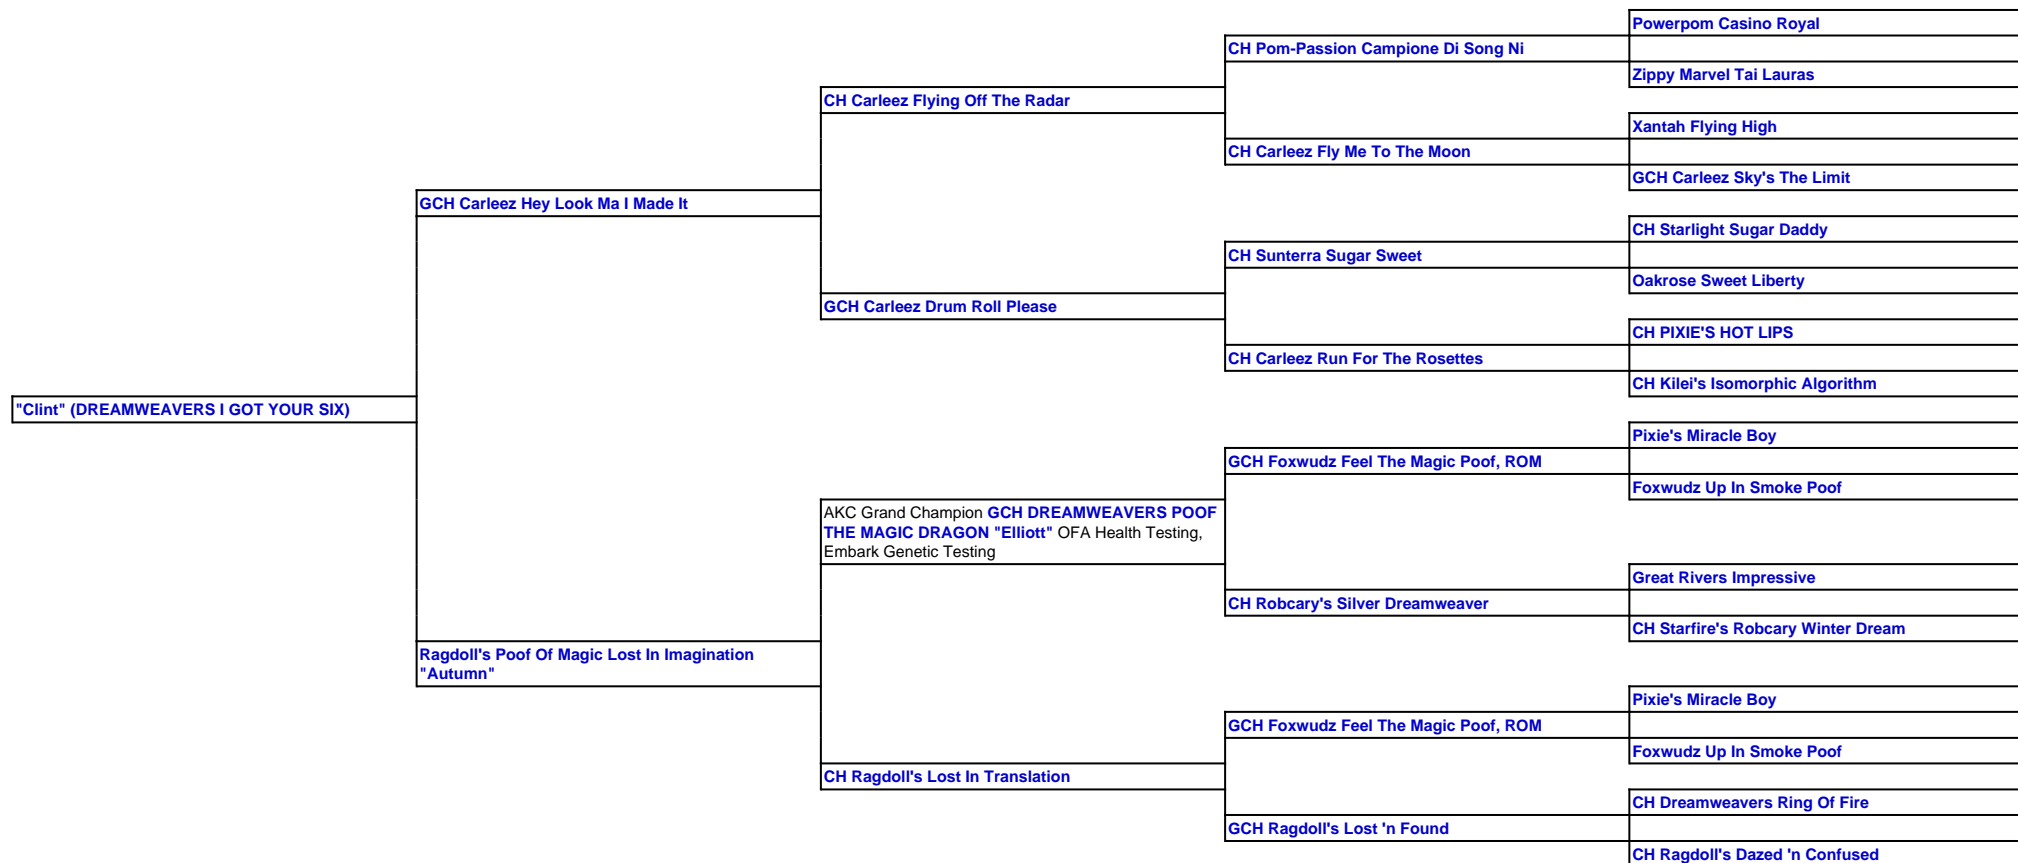 Powerpom Casino Royal
CH Pom-Passion Campione Di Song Ni
Zippy Marvel Tai Lauras
CH Carleez Flying Off The Radar
Xantah Flying High
CH Carleez Fly Me To The Moon
GCH Carleez Sky's The Limit
GCH Carleez Hey Look Ma I Made It
CH Starlight Sugar Daddy
CH Sunterra Sugar Sweet
Oakrose Sweet Liberty
GCH Carleez Drum Roll Please
CH PIXIE'S HOT LIPS
CH Carleez Run For The Rosettes
CH Kilei's Isomorphic Algorithm
"Clint" (DREAMWEAVERS I GOT YOUR SIX)
Pixie's Miracle Boy
GCH Foxwudz Feel The Magic Poof, ROM
Foxwudz Up In Smoke Poof
AKC Grand Champion GCH DREAMWEAVERS POOF
THE MAGIC DRAGON "Elliott" OFA Health Testing,
Embark Genetic Testing
Great Rivers Impressive
CH Robcary's Silver Dreamweaver
CH Starfire's Robcary Winter Dream
Ragdoll's Poof Of Magic Lost In Imagination
"Autumn"
Pixie's Miracle Boy
GCH Foxwudz Feel The Magic Poof, ROM
Foxwudz Up In Smoke Poof
CH Ragdoll's Lost In Translation
CH Dreamweavers Ring Of Fire
GCH Ragdoll's Lost 'n Found
CH Ragdoll's Dazed 'n Confused